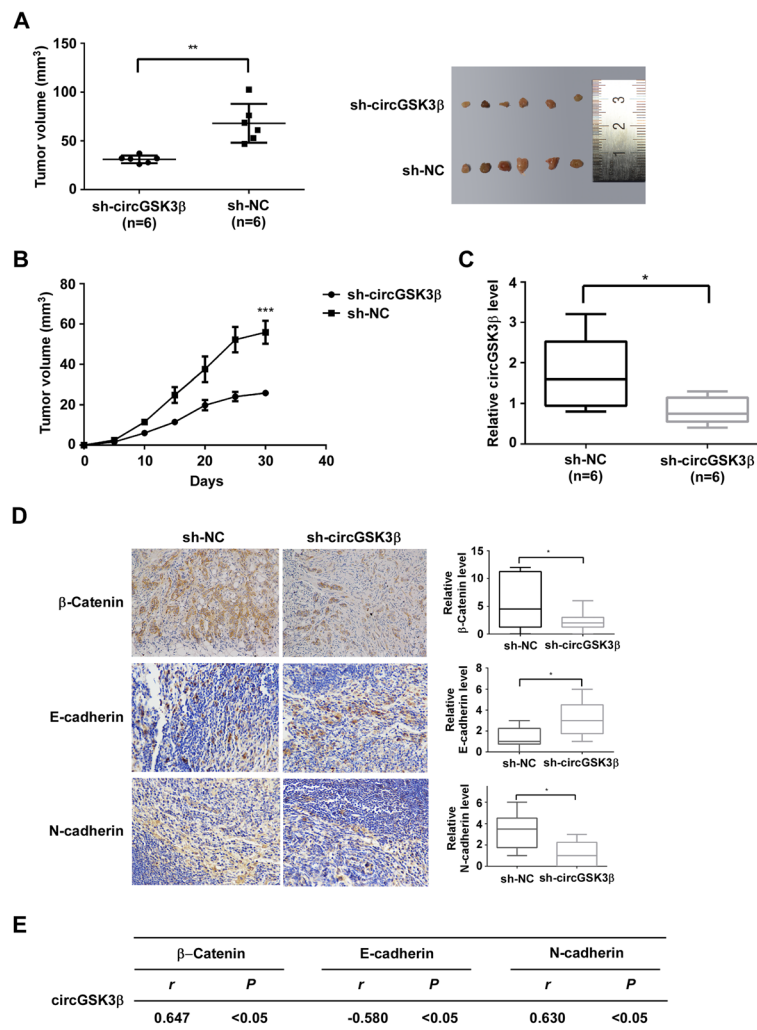 A
Tumor volume (mm³)
150
100
50
0
**
sh-circGSK3β
(n=6)
sh-NC
(n=6)
sh-circGSK3β
sh-NC
3
2
1
B
Tumor volume (mm³)
80
60
40
20
0
0 10 20 30 40
Days
***
sh-circGSK3β
sh-NC
C
Relative circGSK3β level
4
3
2
1
0
*
sh-NC
(n=6)
sh-circGSK3β
(n=6)
D
sh-NC sh-circGSK3β
β-Catenin
Relative
β-Catenin level
15
10
5
0
*
sh-NC sh-circGSK3β
E-cadherin
Relative
E-cadherin level
8
6
4
2
0
*
sh-NC sh-circGSK3β
N-cadherin
Relative
N-cadherin level
6
4
2
0
*
sh-NC sh-circGSK3β
E
β−Catenin E-cadherin N-cadherin
r P r P r P
circGSK3β
0.647 <0.05 -0.580 <0.05 0.630 <0.05